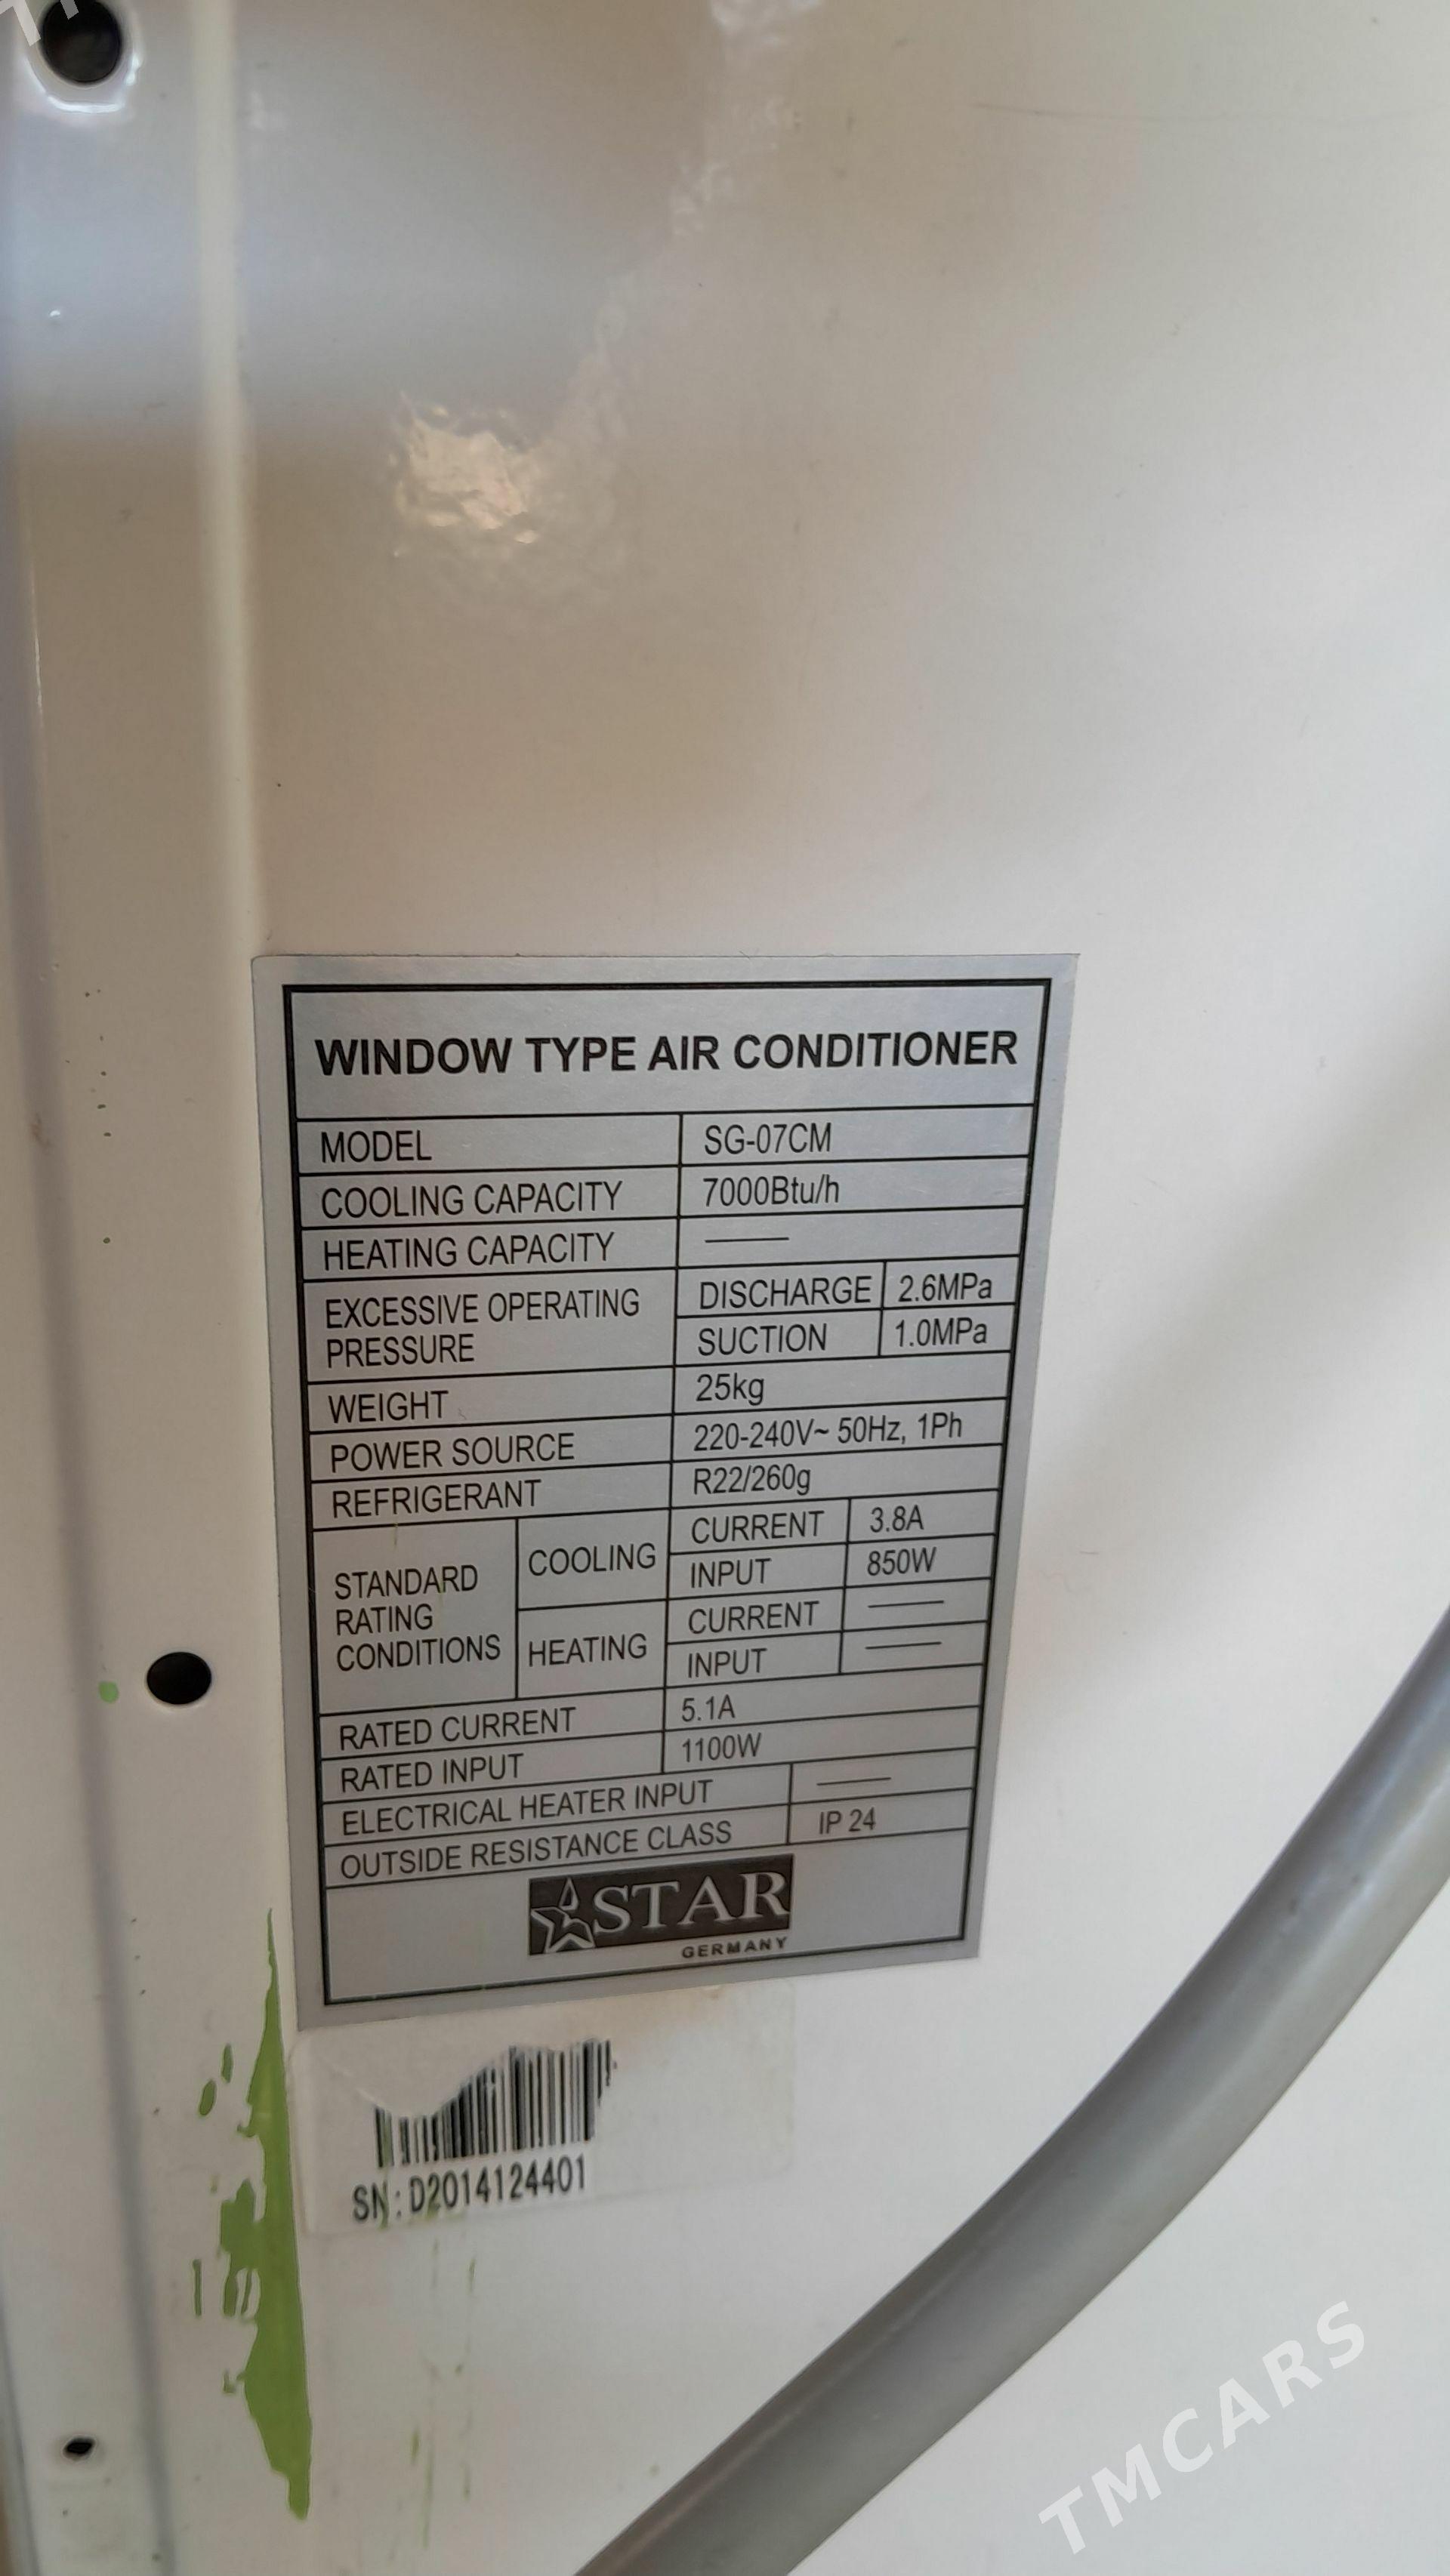 WINDOW TYPE AIR CONDITIONER
MODEL SG-07CM
COOLING CAPACITY 7000Btu/h
HEATING CAPACITY ——
EXCESSIVE OPERATING PRESSURE DISCHARGE 2.6MPa
SUCTION 1.0MPa
WEIGHT 25kg
POWER SOURCE 220-240V~ 50Hz, 1Ph
REFRIGERANT R22/260g
STANDARD RATING CONDITIONS COOLING CURRENT 3.8A
INPUT 850W
HEATING CURRENT ——
INPUT ——
RATED CURRENT 5.1A
RATED INPUT 1100W
ELECTRICAL HEATER INPUT ——
OUTSIDE RESISTANCE CLASS IP 24
STAR
GERMANY
SN: D2014124401
TMCARS